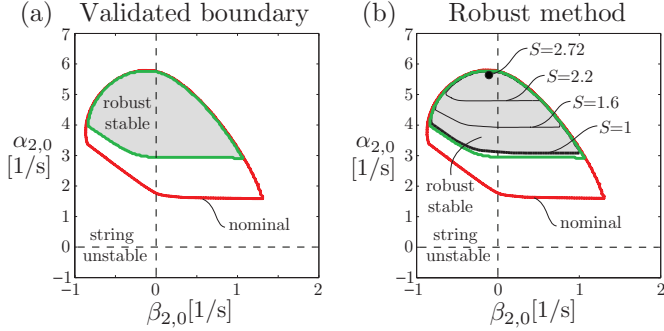 (a) Validated boundary
7
6
5
4
3
2
1
0
−1
α2,0
[1/s]
robust
stable
nominal
string
unstable
−1
0
1
2
β2,0[1/s]
(b) Robust method
7
6
5
4
3
2
1
0
−1
α2,0
[1/s]
S=2.72
S=2.2
S=1.6
S=1
robust
stable
nominal
string
unstable
−1
0
1
2
β2,0[1/s]